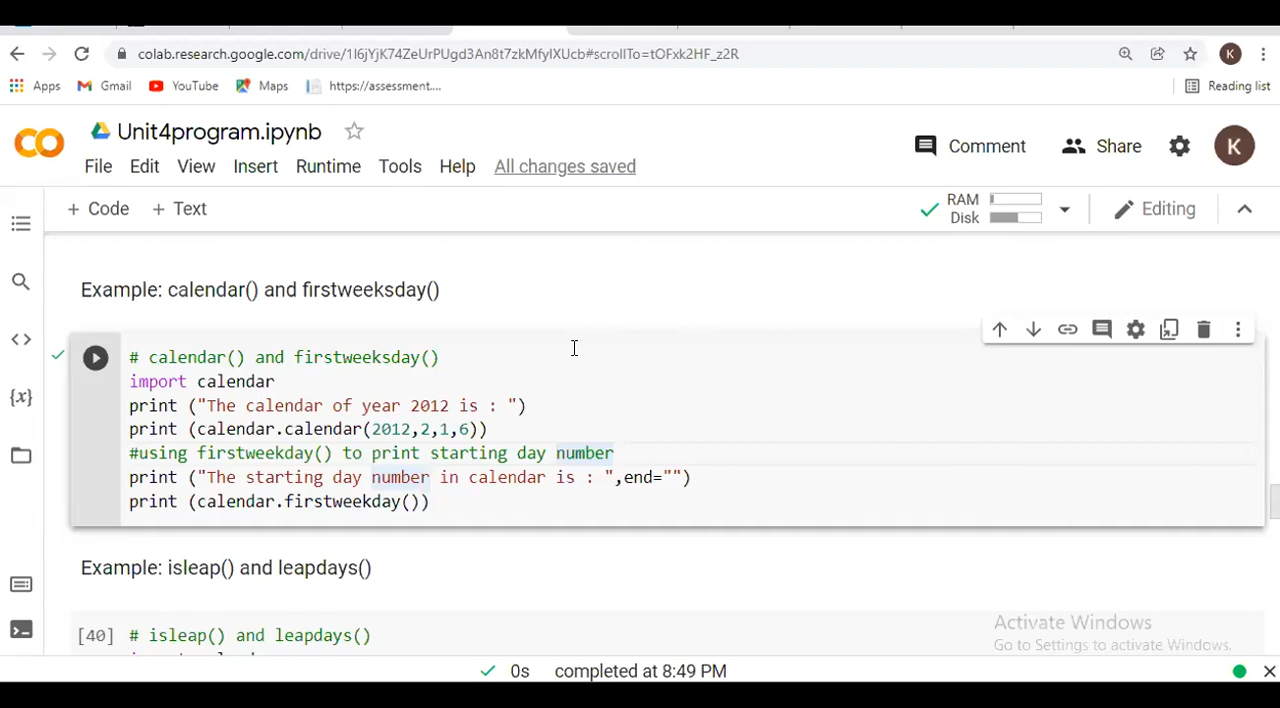 colab.research.google.com/drive/1I6jYjK74ZeUrPUgd3An8t7zkMfyIXUcb#scrollTo=tOFxk2HF_z2R
K
Apps Gmail YouTube Maps https://assessment.... Reading list
Unit4program.ipynb
Comment Share K
File Edit View Insert Runtime Tools Help All changes saved
+ Code + Text RAM Disk Editing
Example: calendar() and firstweeksday()
# calendar() and firstweeksday()
import calendar
print ("The calendar of year 2012 is : ")
print (calendar.calendar(2012,2,1,6))
#using firstweekday() to print starting day number
print ("The starting day number in calendar is : ",end="")
print (calendar.firstweekday())
{x}
Example: isleap() and leapdays()
[40] # isleap() and leapdays()
Activate Windows
Go to Settings to activate Windows.
0s completed at 8:49 PM